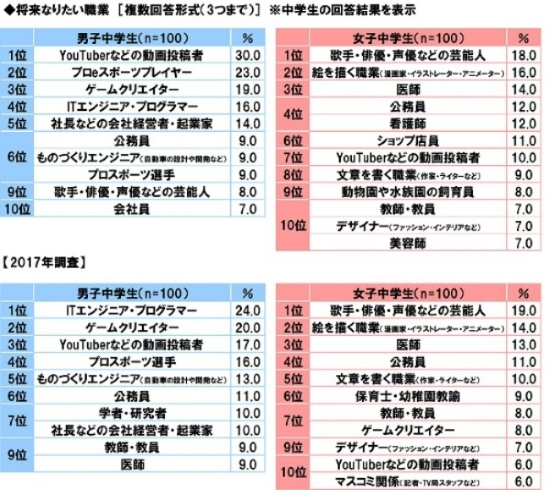 ◆将来なりたい職業 [複数回答形式(3つまで)] ※中学生の回答結果を表示
男子中学生(n=100) %
1位 YouTuberなどの動画投稿者 30.0
2位 プロeスポーツプレイヤー 23.0
3位 ゲームクリエイター 19.0
4位 ITエンジニア・プログラマー 16.0
5位 社長などの会社経営者・起業家 14.0
6位 公務員 9.0
ものづくりエンジニア(自動車の設計や開発など) 9.0
プロスポーツ選手 9.0
9位 歌手・俳優・声優などの芸能人 8.0
10位 会社員 7.0
女子中学生(n=100) %
1位 歌手・俳優・声優などの芸能人 18.0
2位 絵を描く職業(漫画家・イラストレーター・アニメーター) 16.0
3位 医師 14.0
4位 公務員 12.0
看護師 12.0
6位 ショップ店員 11.0
7位 YouTuberなどの動画投稿者 10.0
8位 文章を書く職業(作家・ライターなど) 9.0
9位 動物園や水族館の飼育員 8.0
10位 教師・教員 7.0
デザイナー(ファッション・インテリアなど) 7.0
美容師 7.0
【2017年調査】
男子中学生(n=100) %
1位 ITエンジニア・プログラマー 24.0
2位 ゲームクリエイター 20.0
3位 YouTuberなどの動画投稿者 17.0
4位 プロスポーツ選手 16.0
5位 ものづくりエンジニア(自動車の設計や開発など) 13.0
6位 公務員 11.0
7位 学者・研究者 10.0
社長などの会社経営者・起業家 10.0
9位 教師・教員 9.0
医師 9.0
女子中学生(n=100) %
1位 歌手・俳優・声優などの芸能人 19.0
2位 絵を描く職業(漫画家・イラストレーター・アニメーター) 14.0
3位 医師 13.0
4位 公務員 11.0
5位 文章を書く職業(作家・ライターなど) 10.0
6位 保育士・幼稚園教諭 9.0
7位 教師・教員 8.0
ゲームクリエイター 8.0
9位 デザイナー(ファッション・インテリアなど) 7.0
10位 YouTuberなどの動画投稿者 6.0
マスコミ関係(記者・TV局スタッフなど) 6.0